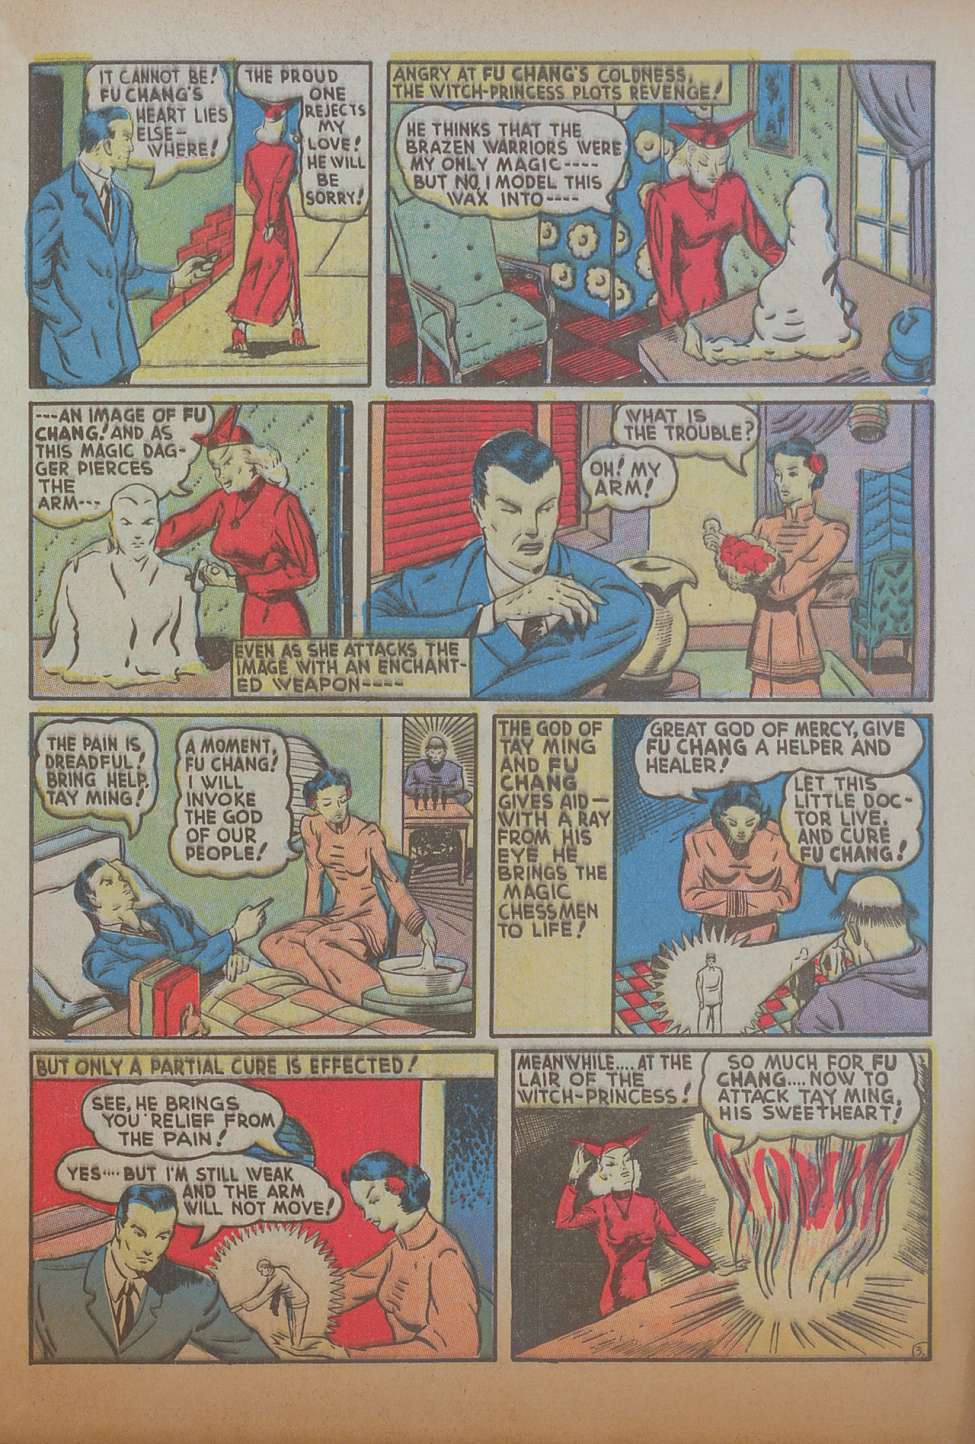 IT CANNOT BE!
FU CHANG'S
HEART LIES
ELSE-
WHERE!
THE PROUD
ONE
REJECTS
MY
LOVE!
HE WILL
BE
SORRY!
ANGRY AT FU CHANG'S COLDNESS,
THE WITCH-PRINCESS PLOTS REVENGE!
HE THINKS THAT THE
BRAZEN WARRIORS WERE
MY ONLY MAGIC----
BUT NO, I MODEL THIS
WAX INTO----
---AN IMAGE OF FU
CHANG! AND AS
THIS MAGIC DAG-
GER PIERCES
THE
ARM---
EVEN AS SHE ATTACKS THE
IMAGE WITH AN ENCHANT-
ED WEAPON----
WHAT IS
THE TROUBLE?
OH! MY
ARM!
THE PAIN IS
DREADFUL!
BRING HELP,
TAY MING!
A MOMENT,
FU CHANG!
I WILL
INVOKE
THE GOD
OF OUR
PEOPLE!
THE GOD OF
TAY MING
AND FU
CHANG
GIVES AID—
WITH A RAY
FROM HIS
EYE HE
BRINGS THE
MAGIC
CHESSMEN
TO LIFE!
GREAT GOD OF MERCY, GIVE
FU CHANG A HELPER AND
HEALER!
LET THIS
LITTLE DOC-
TOR LIVE,
AND CURE
FU CHANG!
BUT ONLY A PARTIAL CURE IS EFFECTED!
SEE, HE BRINGS
YOU RELIEF FROM
THE PAIN!
YES.... BUT I'M STILL WEAK
AND THE ARM
WILL NOT MOVE!
MEANWHILE.... AT THE
LAIR OF THE
WITCH-PRINCESS!
SO MUCH FOR FU
CHANG.... NOW TO
ATTACK TAY MING,
HIS SWEETHEART!
3.